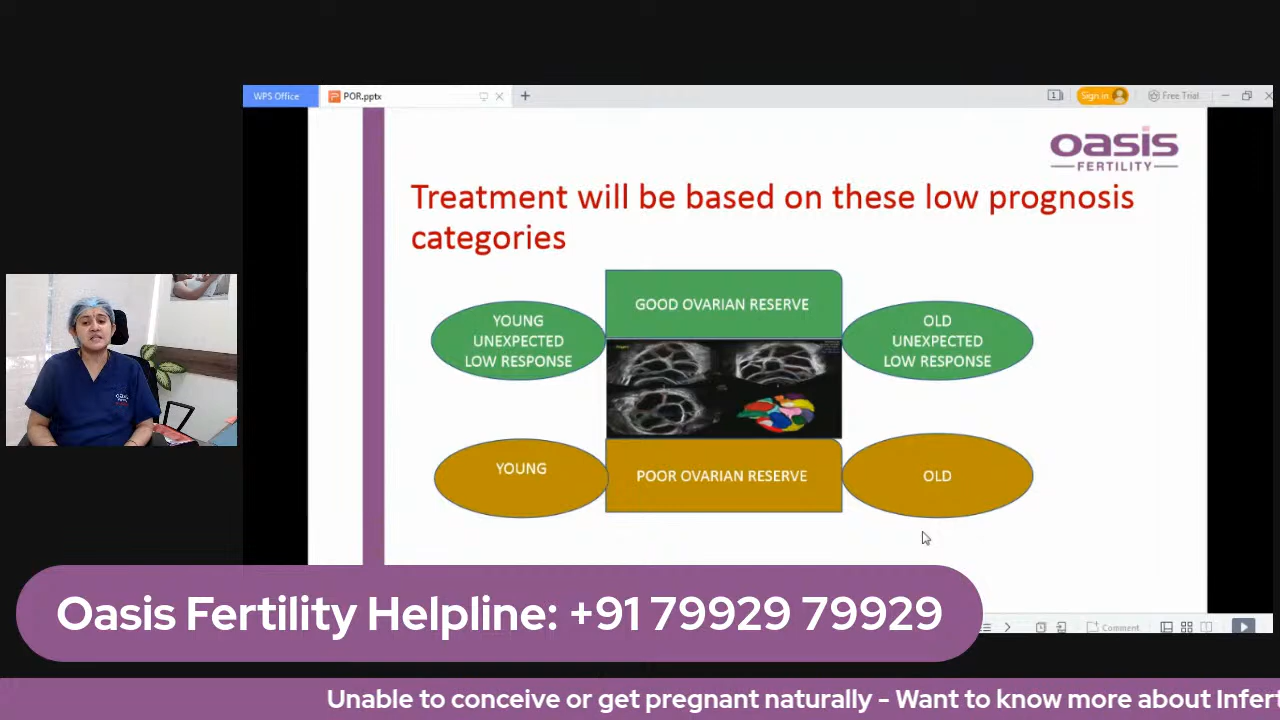 WPS Office
POR.pptx
Sign in
Free Trial
oasis
FERTILITY
Treatment will be based on these low prognosis
categories
GOOD OVARIAN RESERVE
YOUNG
UNEXPECTED
LOW RESPONSE
OLD
UNEXPECTED
LOW RESPONSE
YOUNG
POOR OVARIAN RESERVE
OLD
Comment
Oasis Fertility Helpline: +91 79929 79929
Unable to conceive or get pregnant naturally - Want to know more about Infert